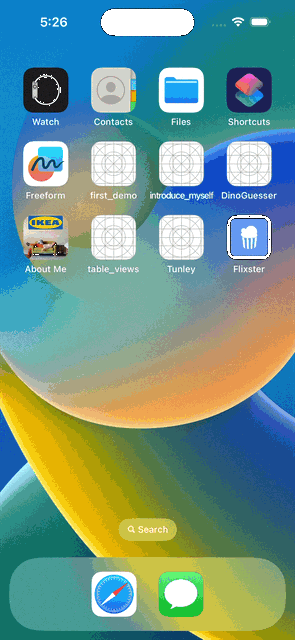 5:26
Watch
Contacts
Files
Shortcuts
Freeform
first_demo
introduce_myself
DinoGuesser
IKEA
About Me
table_views
Tunley
Flixster
Search